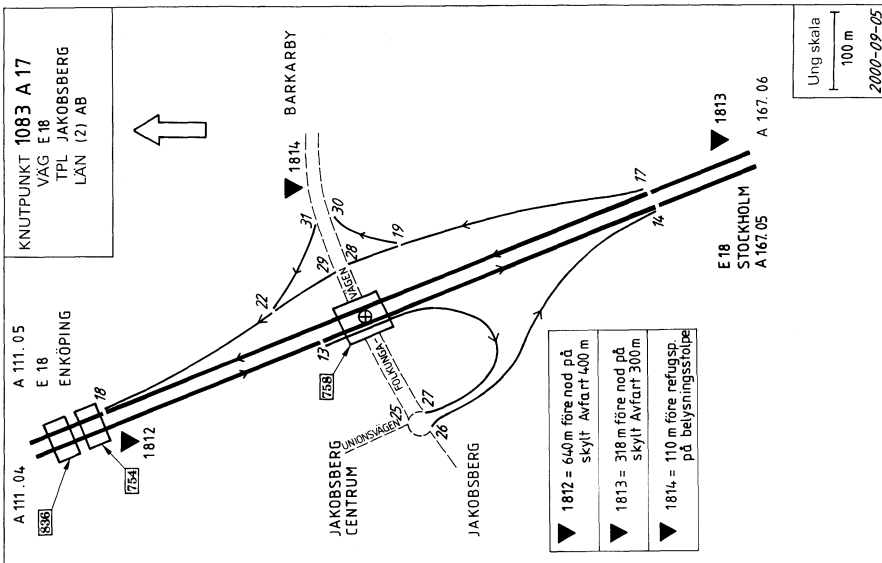 KNUTPUNKT 1083 A 17
VÄG E18
TPL JAKOBSBERG
LÄN (2) AB
A 111.04
A 111.05
E 18
ENKÖPING
836
754
18
1812
BARKARBY
1814
31
30
22
29
28
19
VÄGEN
13
758
FOLKUNGA-
25
27
26
UNIONSVÄGEN
JAKOBSBERG
CENTRUM
JAKOBSBERG
17
14
1813
A 167.06
E18
STOCKHOLM
A 167.05
1812 = 640 m före nod på
skylt Avfart 400 m
1813 = 318 m före nod på
skylt Avfart 300 m
1814 = 110 m före refugsp.
på belysningsstolpe
Ung skala
100 m
2000-09-05